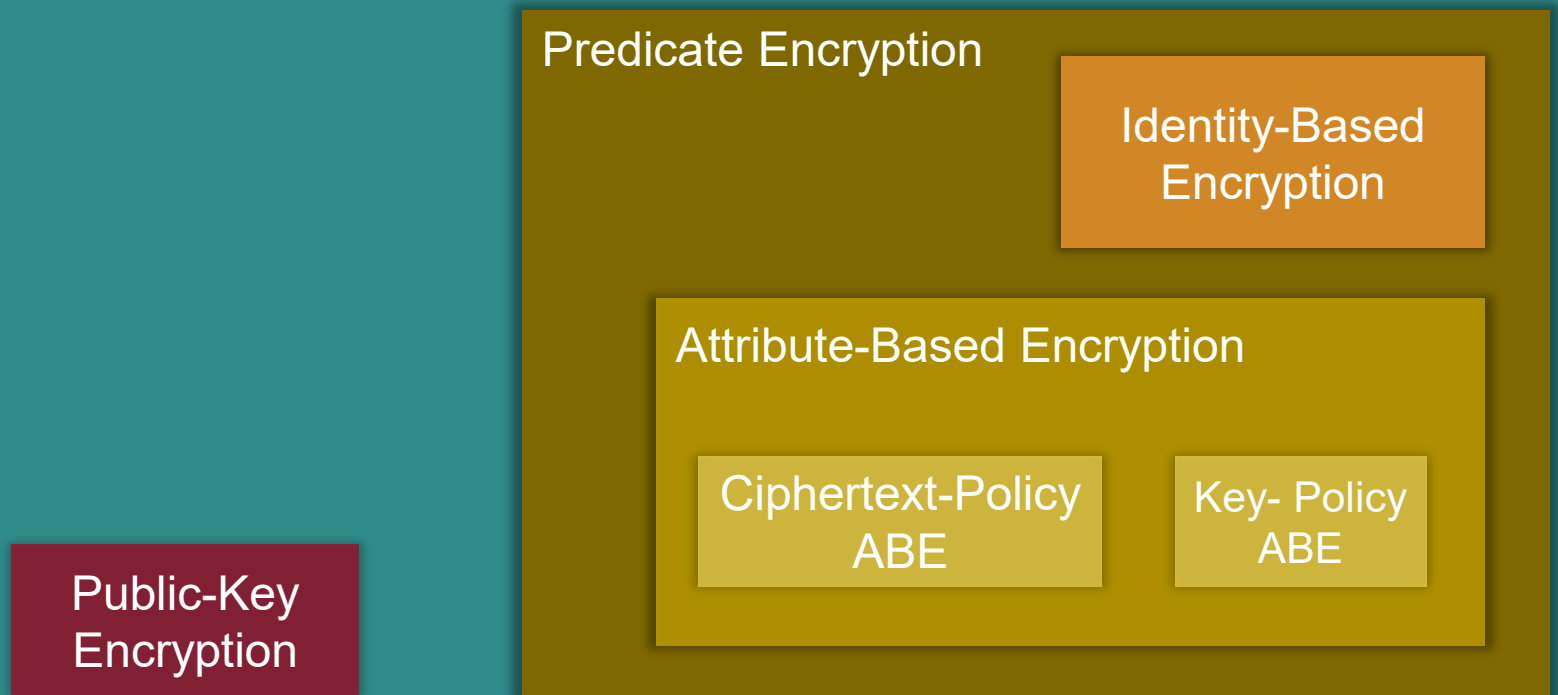 Predicate Encryption
Identity-Based
Encryption
Attribute-Based Encryption
Ciphertext-Policy
ABE
Key- Policy
ABE
Public-Key
Encryption